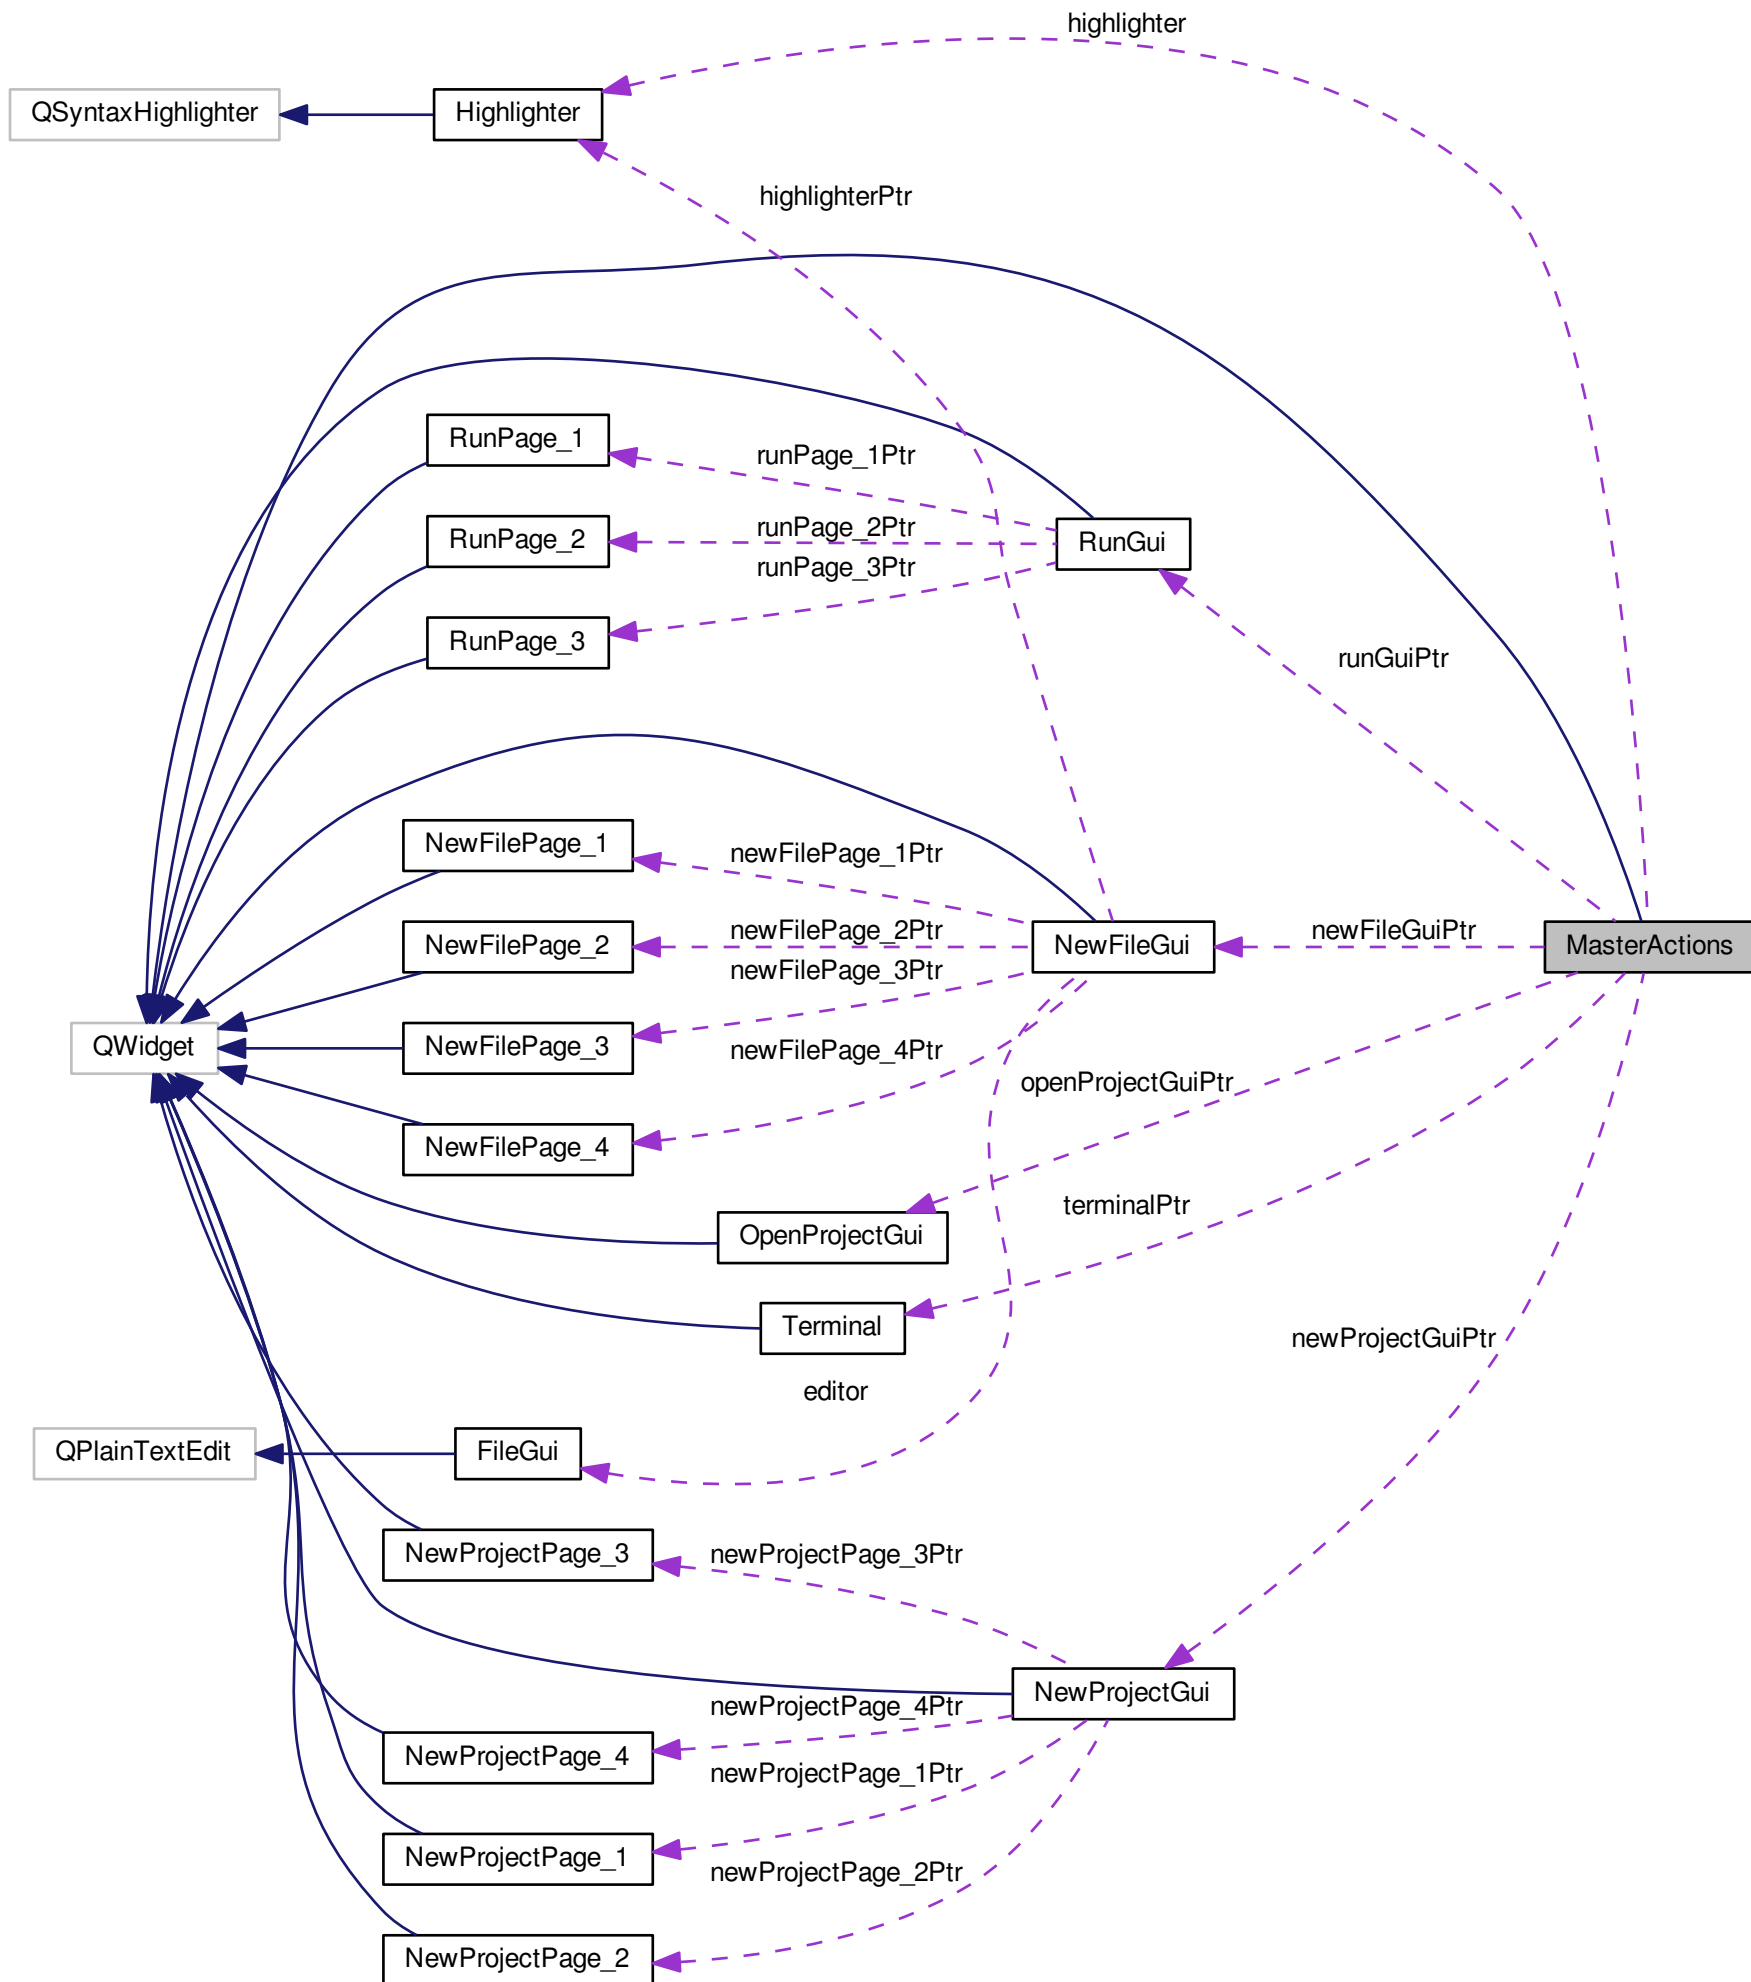 highlighter
QSyntaxHighlighter
Highlighter
highlighterPtr
RunPage_1
runPage_1Ptr
RunPage_2
runPage_2Ptr
RunGui
runPage_3Ptr
RunPage_3
runGuiPtr
NewFilePage_1
newFilePage_1Ptr
NewFilePage_2
newFilePage_2Ptr
NewFileGui
newFileGuiPtr
MasterActions
newFilePage_3Ptr
QWidget
NewFilePage_3
newFilePage_4Ptr
openProjectGuiPtr
NewFilePage_4
terminalPtr
OpenProjectGui
Terminal
newProjectGuiPtr
editor
QPlainTextEdit
FileGui
NewProjectPage_3
newProjectPage_3Ptr
NewProjectGui
newProjectPage_4Ptr
NewProjectPage_4
newProjectPage_1Ptr
NewProjectPage_1
newProjectPage_2Ptr
NewProjectPage_2